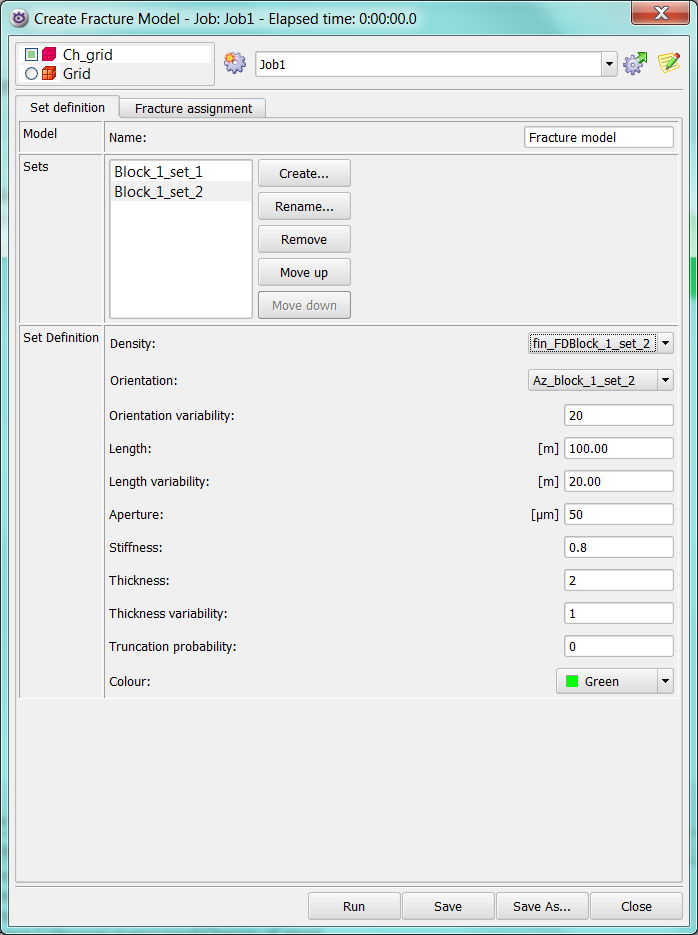 Create Fracture Model - Job: Job1 - Elapsed time: 0:00:00.0
Ch_grid
Grid
Job1
Set definition
Fracture assignment
Model
Name:
Fracture model
Sets
Block_1_set_1
Block_1_set_2
Create...
Rename...
Remove
Move up
Move down
Set Definition
Density:
fin_FDBlock_1_set_2
Orientation:
Az_block_1_set_2
Orientation variability:
20
Length:
[m]
100.00
Length variability:
[m]
20.00
Aperture:
[µm]
50
Stiffness:
0.8
Thickness:
2
Thickness variability:
1
Truncation probability:
0
Colour:
Green
Run
Save
Save As...
Close